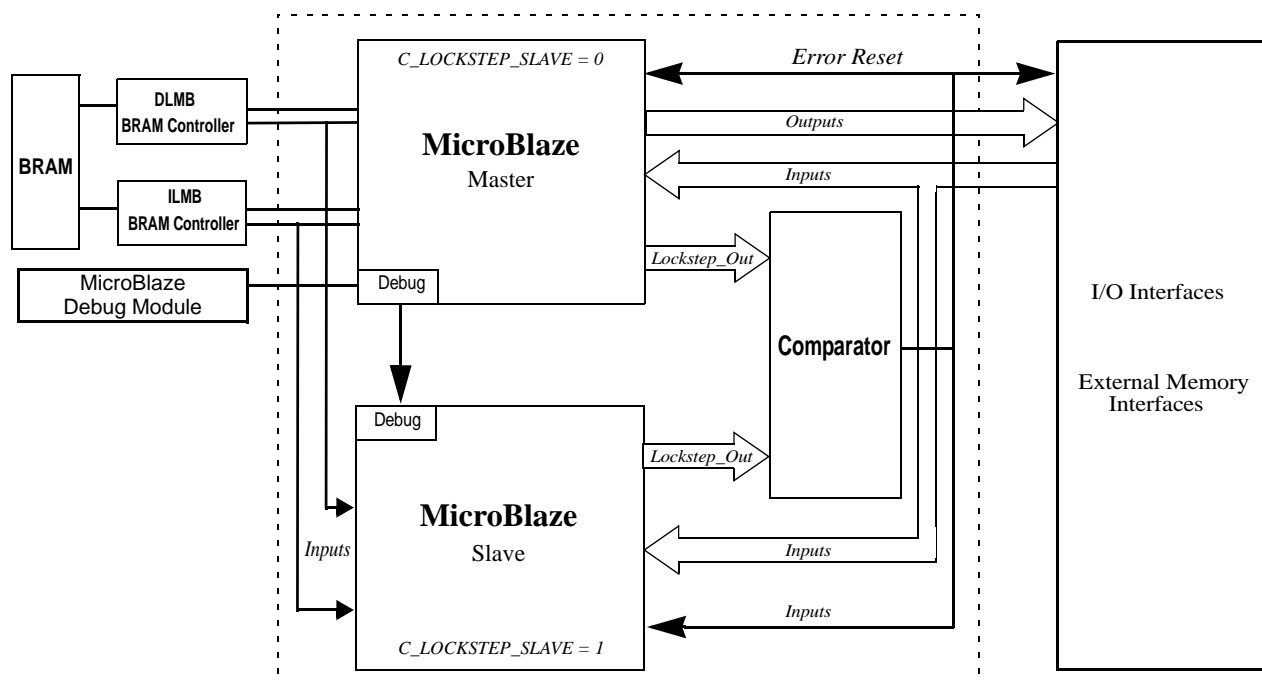 C_LOCKSTEP_SLAVE = 0
Error Reset
DLMB
BRAM Controller
Outputs
MicroBlaze
Master
BRAM
Inputs
ILMB
BRAM Controller
Lockstep_Out
MicroBlaze
Debug Module
Debug
I/O Interfaces
Comparator
External Memory
Interfaces
Debug
Lockstep_Out
MicroBlaze
Slave
Inputs
Inputs
Inputs
C_LOCKSTEP_SLAVE = 1